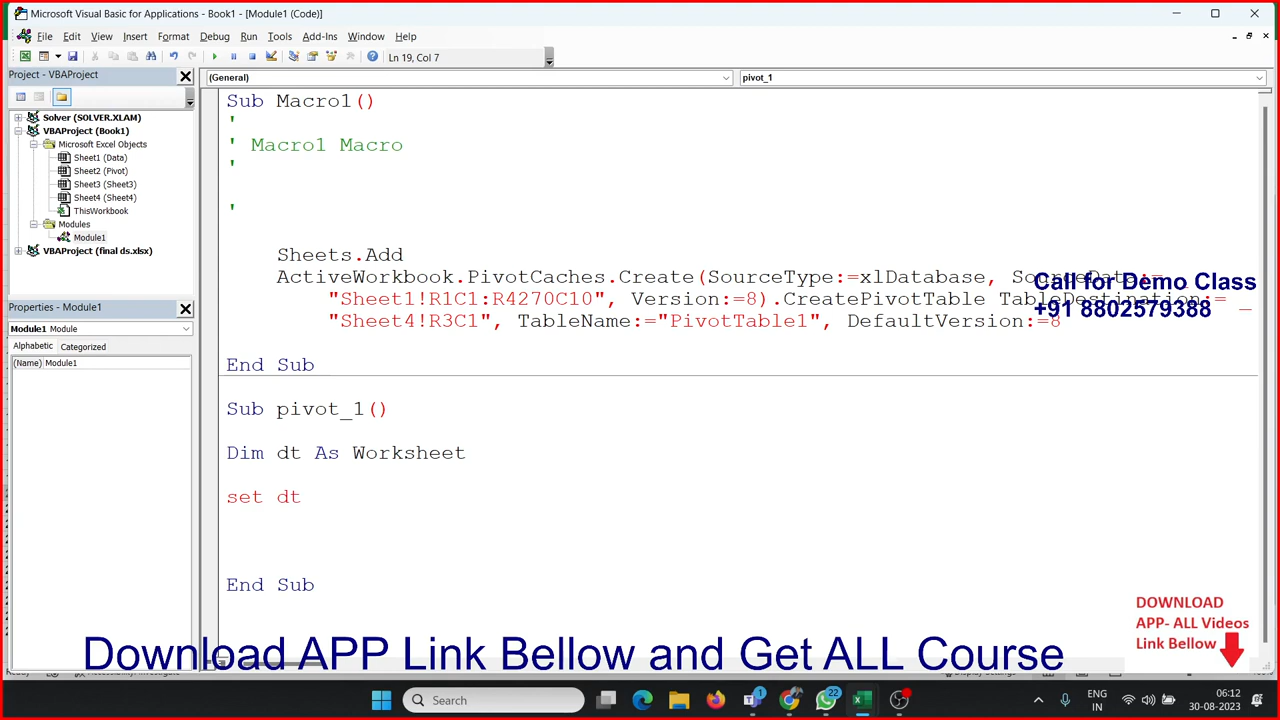 Microsoft Visual Basic for Applications - Book1 - [Module1 (Code)]
File Edit View Insert Format Debug Run Tools Add-Ins Window Help
Ln 19, Col 7
Project - VBAProject
Solver (SOLVER.XLAM)
VBAProject (Book1)
Microsoft Excel Objects
Sheet1 (Data)
Sheet2 (Pivot)
Sheet3 (Sheet3)
Sheet4 (Sheet4)
ThisWorkbook
Modules
Module1
VBAProject (final ds.xlsx)
Properties - Module1
Module1 Module
Alphabetic Categorized
(Name) Module1
(General) pivot_1
Sub Macro1()
'
' Macro1 Macro
'
'
Sheets.Add
ActiveWorkbook.PivotCaches.Create(SourceType:=xlDatabase, SourceData:= _
"Sheet1!R1C1:R4270C10", Version:=8).CreatePivotTable TableDestination:= _
"Sheet4!R3C1", TableName:="PivotTable1", DefaultVersion:=8
End Sub
Sub pivot_1()
Dim dt As Worksheet
set dt
End Sub
Call for Demo Class
+91 8802579388
DOWNLOAD
APP- ALL Videos
Link Bellow
Download APP Link Bellow and Get ALL Course
Search
1
22
ENG
IN
06:12
30-08-2023